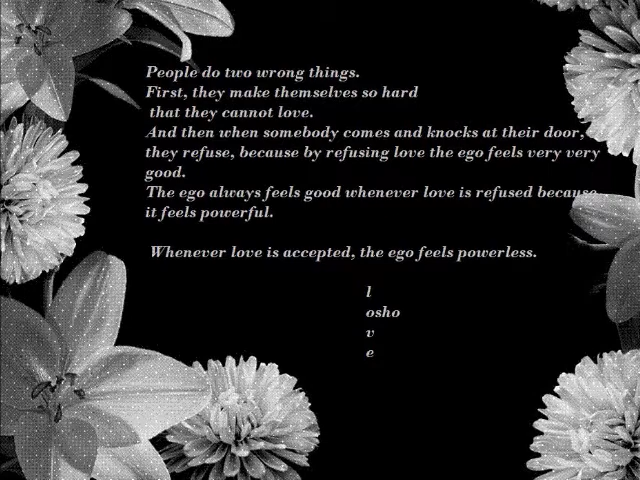 People do two wrong things.
First, they make themselves so hard
that they cannot love.
And then when somebody comes and knocks at their door,
they refuse, because by refusing love the ego feels very very
good.
The ego always feels good whenever love is refused because
it feels powerful.
Whenever love is accepted, the ego feels powerless.
l
osho
v
e